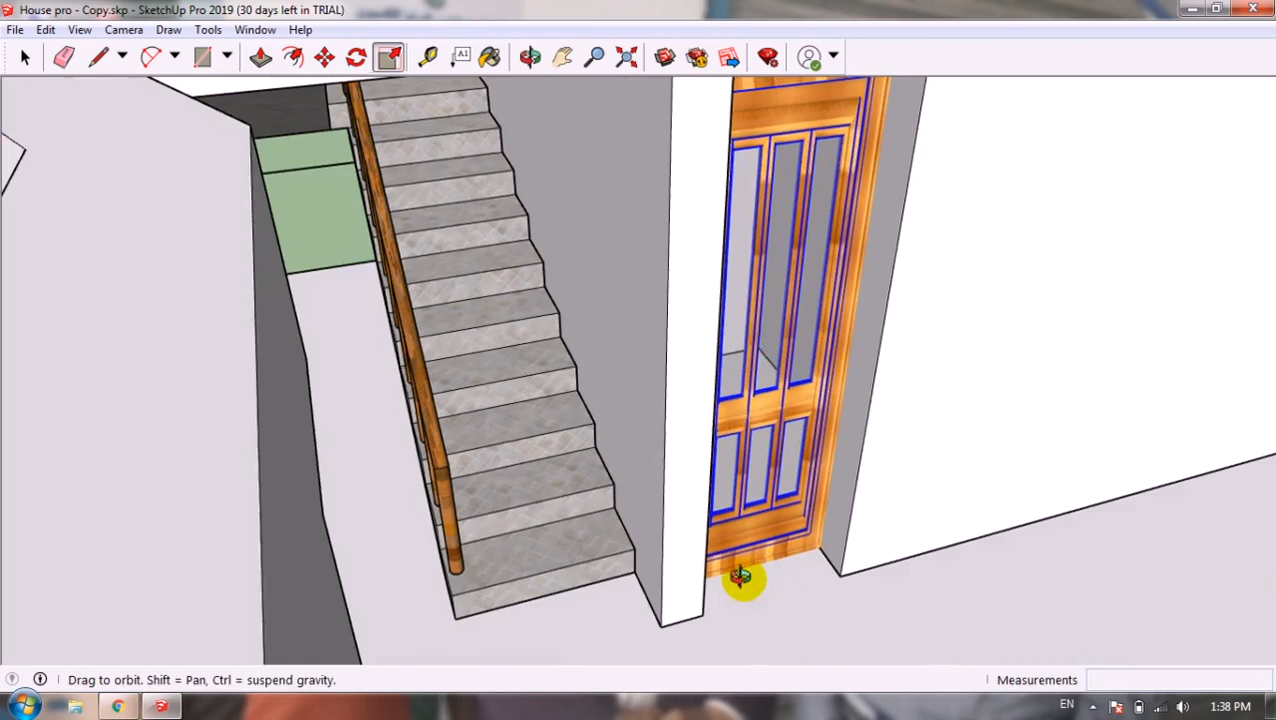 House pro - Copy.skp - SketchUp Pro 2019 (30 days left in TRIAL)
File Edit View Camera Draw Tools Window Help
A1
Drag to orbit. Shift = Pan, Ctrl = suspend gravity.
Measurements
EN
1:38 PM